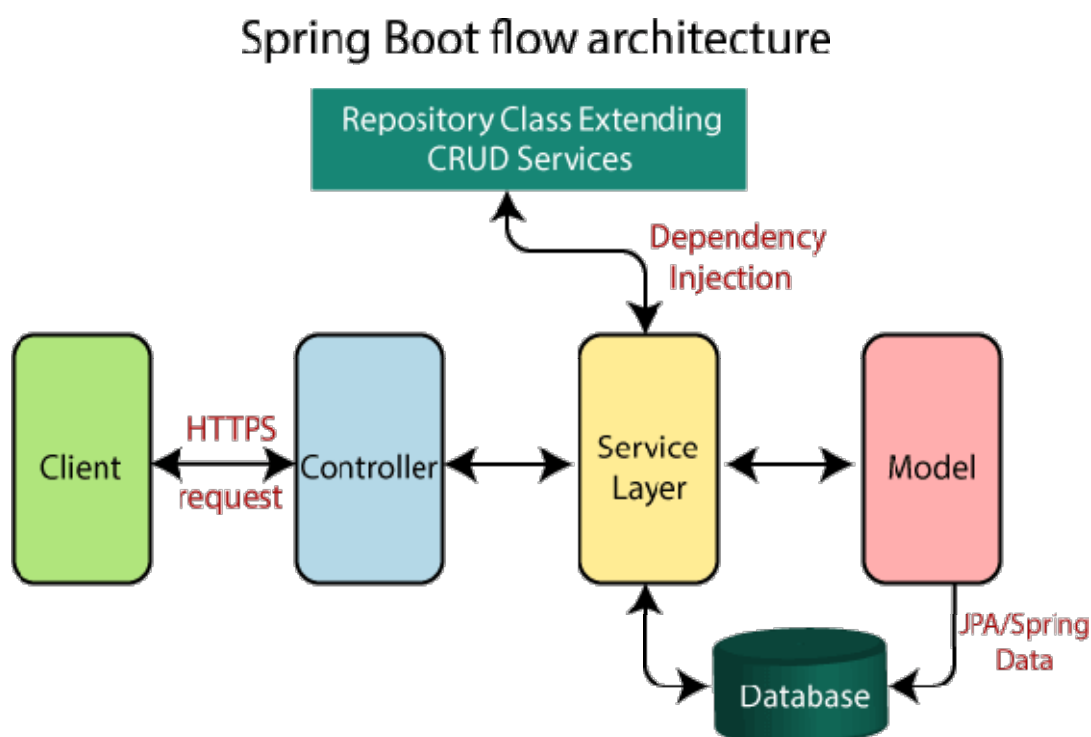 Spring Boot flow architecture
Repository Class Extending
CRUD Services
Dependency
Injection
Client
HTTPS
request
Controller
Service
Layer
Model
JPA/Spring
Data
Database